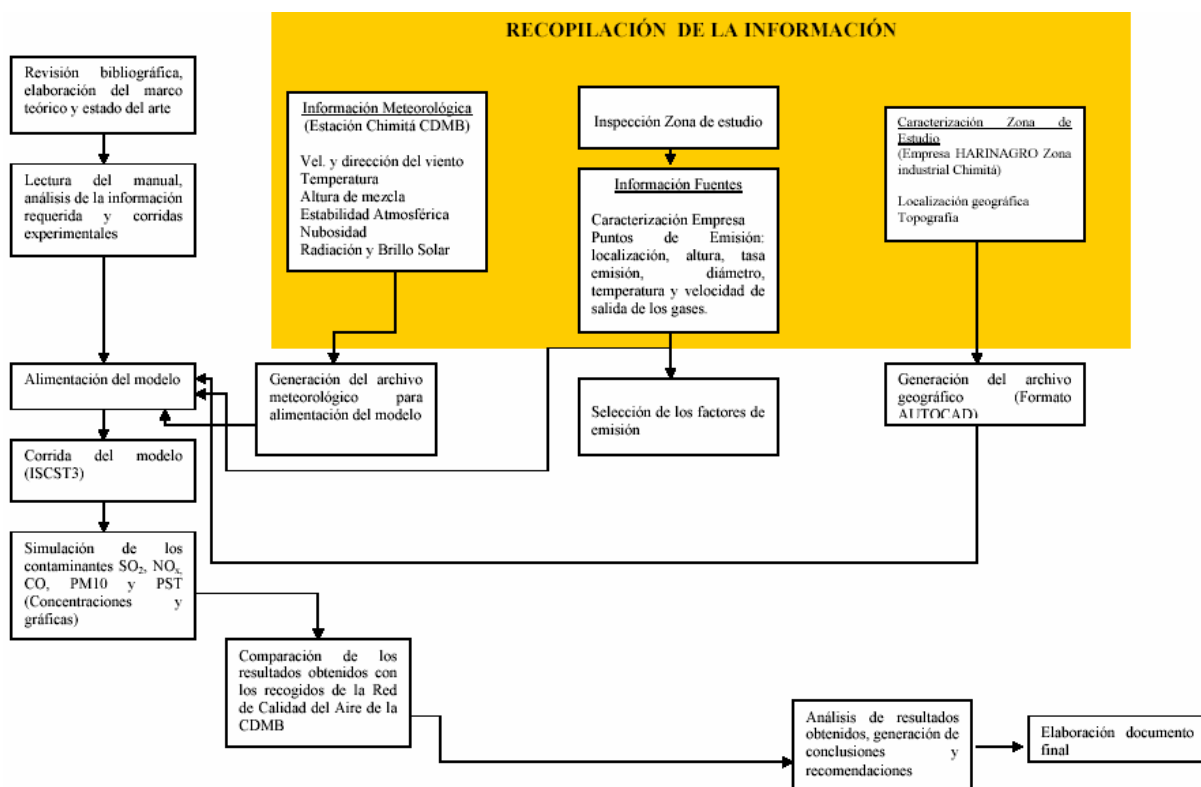 RECOPILACIÓN DE LA INFORMACIÓN
Revisión bibliográfica,
elaboración del marco
teórico y estado del arte
Lectura del manual,
análisis de la información
requerida y corridas
experimentales
Información Meteorológica
(Estación Chimitá CDMB)
Vel. y dirección del viento
Temperatura
Altura de mezcla
Estabilidad Atmosférica
Nubosidad
Radiación y Brillo Solar
Inspección Zona de estudio
Información Fuentes
Caracterización Empresa
Puntos de Emisión:
localización, altura, tasa
emisión, diámetro,
temperatura y velocidad de
salida de los gases.
Caracterización Zona de
Estudio
(Empresa HARINAGRO Zona
industrial Chimitá)
Localización geográfica
Topografía
Alimentación del modelo
Generación del archivo
meteorológico para
alimentación del modelo
Selección de los factores de
emisión
Generación del archivo
geográfico (Formato
AUTOCAD)
Corrida del modelo
(ISCST3)
Simulación de los
contaminantes SO₂, NOₓ,
CO, PM10 y PST
(Concentraciones y
gráficas)
Comparación de los
resultados obtenidos con
los recogidos de la Red
de Calidad del Aire de la
CDMB
Análisis de resultados
obtenidos, generación de
conclusiones y
recomendaciones
Elaboración documento
final